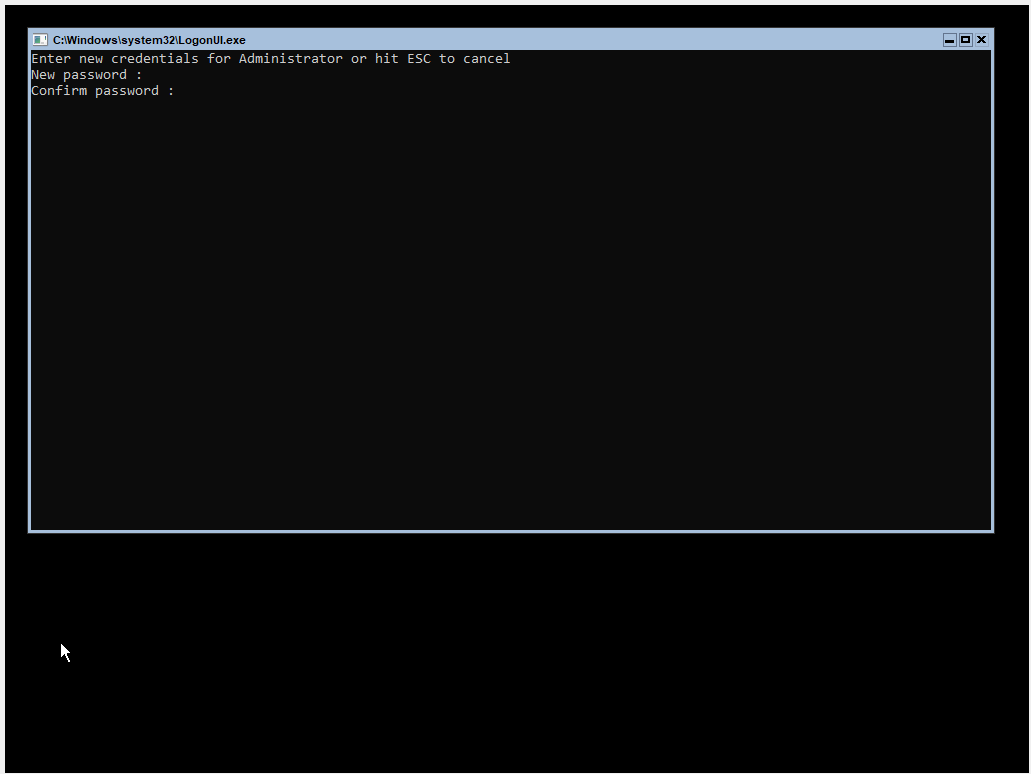 C:\Windows\system32\LogonUI.exe
Enter new credentials for Administrator or hit ESC to cancel
New password :
Confirm password :